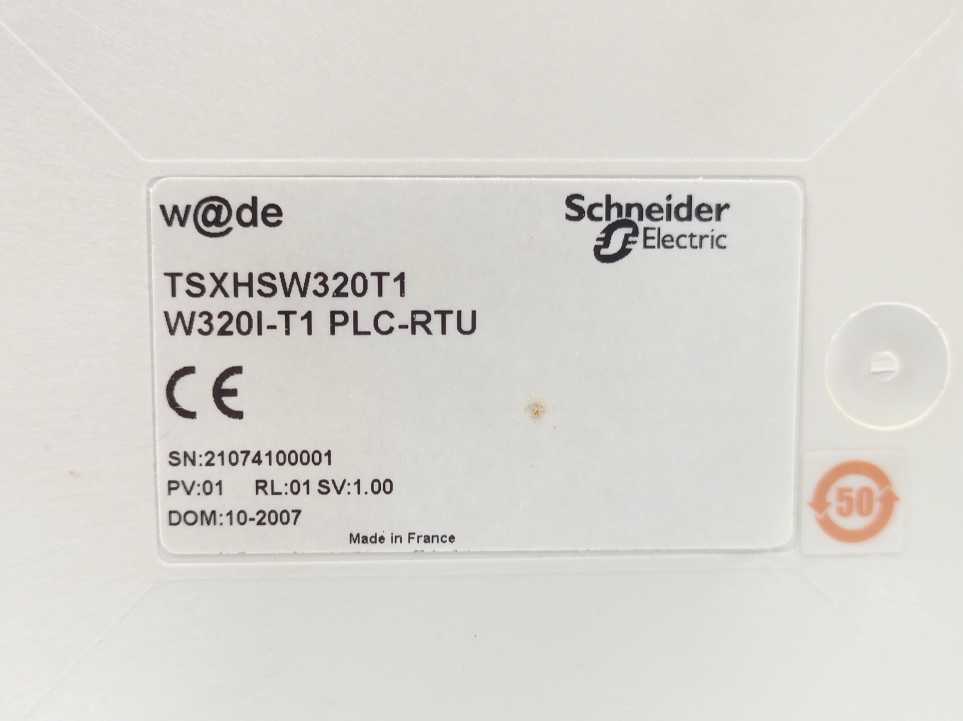 w@de
Schneider
Electric
TSXHSW320T1
W320I-T1 PLC-RTU
CE
SN:21074100001
PV:01 RL:01 SV:1.00
DOM:10-2007
Made in France
50